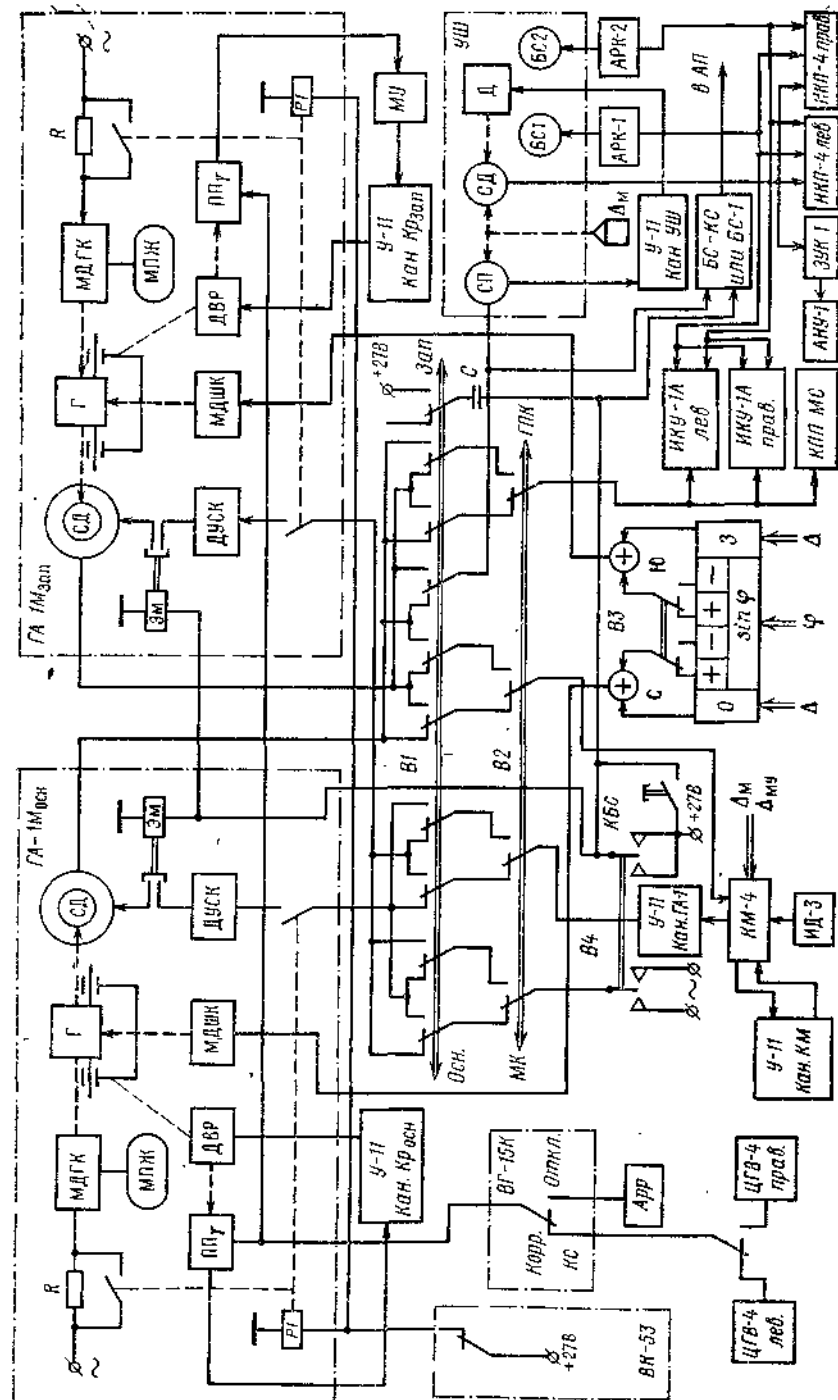 ГА-1Мосн
ГА-1Мзап
R
МДГК
МПЖ
Г
СД
ПП γ
ДВР
МДШК
ДУСК
ЭМ
Р1
СД
Г
МДГК
МПЖ
R
ЭМ
ДУСК
МДШК
ДВР
ППγ
Р1
ВК-53
+27В
У-11
Кан. Кр осн
Осн.
В1
Зап
+27В
С
У-11
Кан Крзап
МУ
МК
В2
ГПК
УШ
СП
СД
Д
Δм
ВГ-15К
Корр.
Откл.
КС
АРР
ЦГВ-4
лев.
ЦГВ-4
прав.
В4
КБС
+27В
У-11
кан.ГА-1
КМ-4
Δм
Δму
ИД-3
У-11
кан.КМ
С
В3
Ю
О
+
−
+
−
З
sin φ
Δ
φ
Δ
У-11
Кан УШ
БС-КС
или БС-1
В АП
БС1
БС2
АРК-1
АРК-2
ИКУ-1А
лев
ИКУ-1А
прав.
КПП МС
ЗУК 1
АНУ-1
НКП-4 лев
НКП-4 прав.